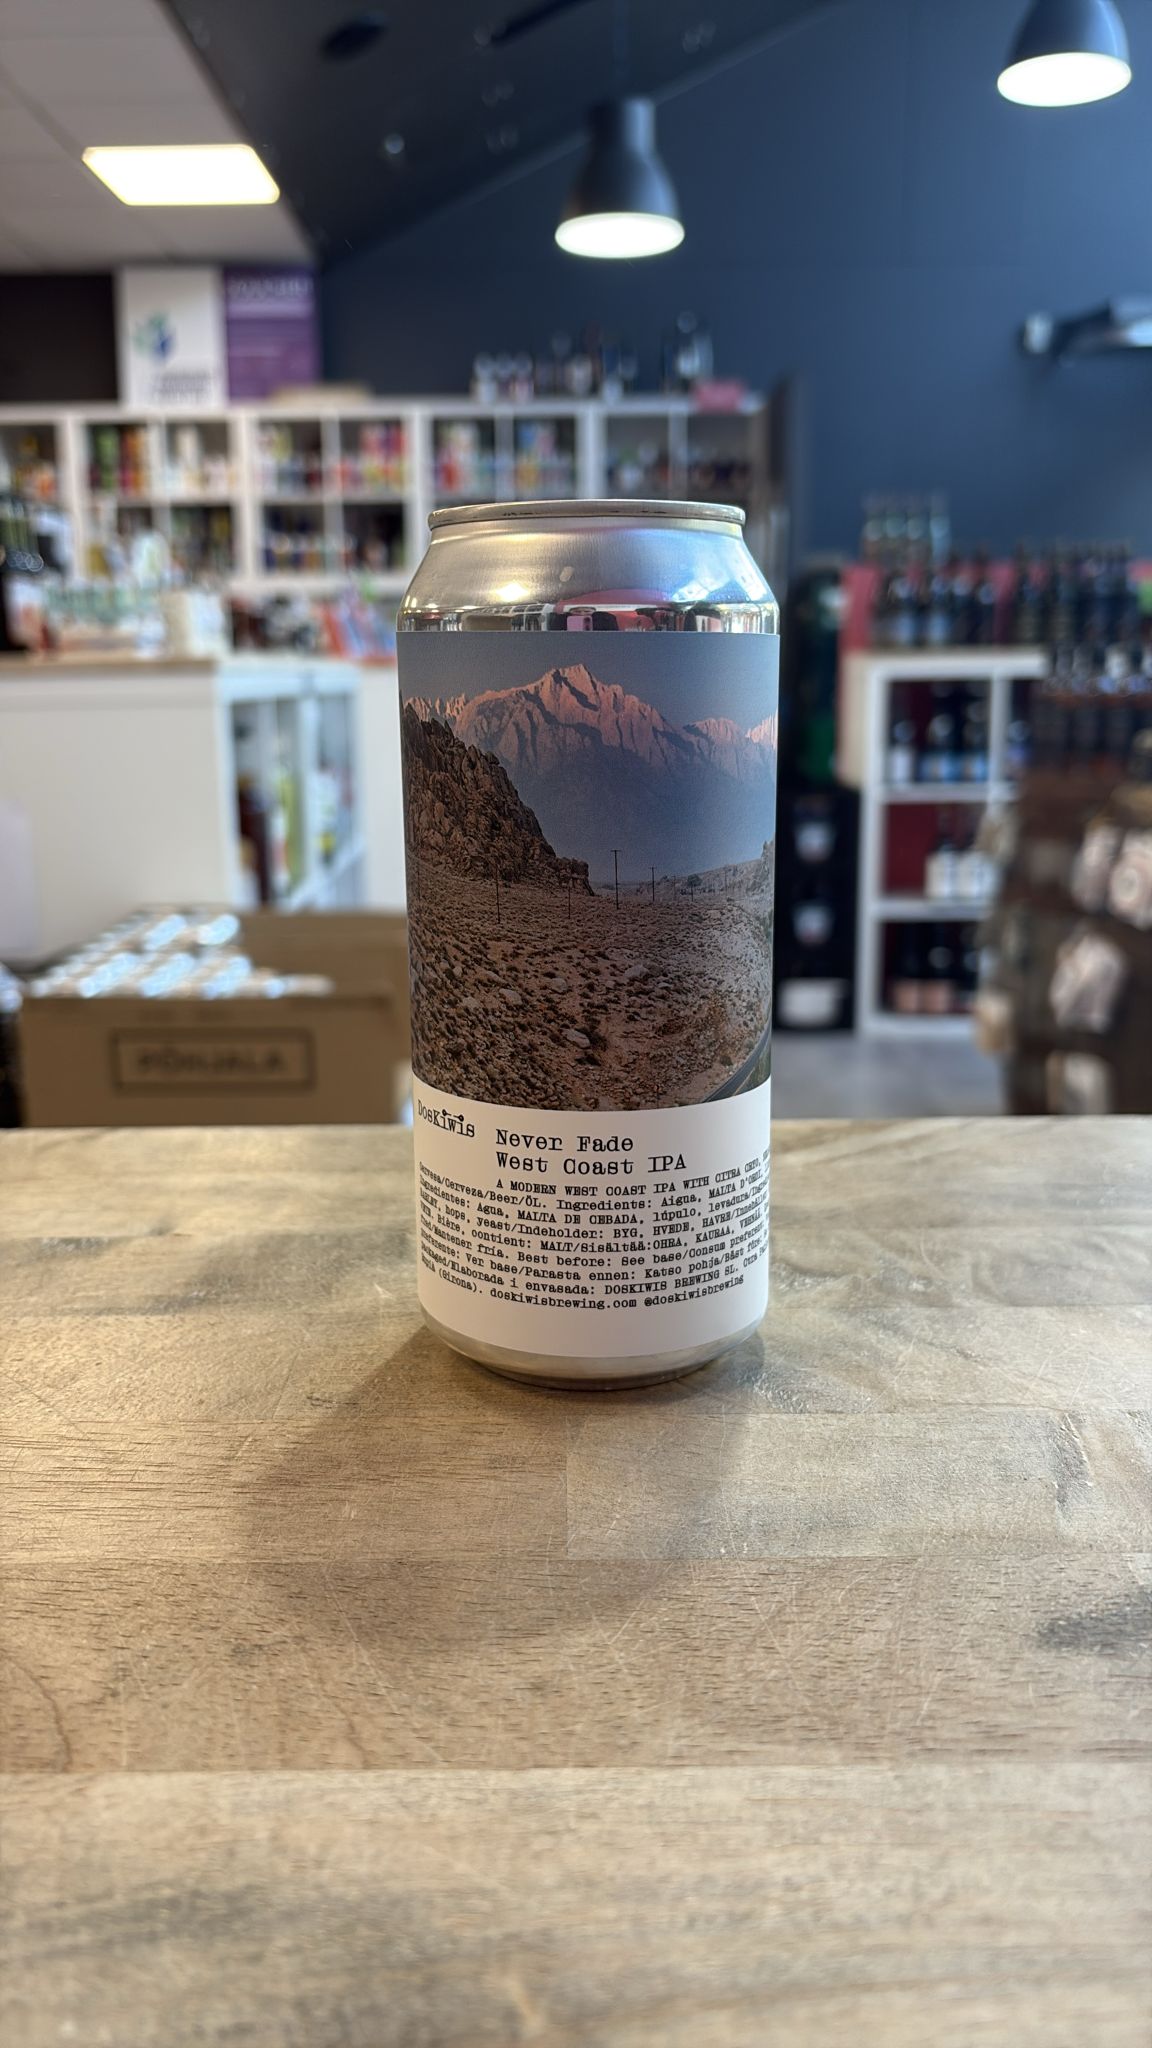 PÕHJALA
DosKiwis
Never Fade
West Coast IPA
A MODERN WEST COAST IPA WITH CITRA CRYO,
Cervesa/Cerveza/Beer/ÖL. Ingredients: Aigua, MALTA D'ORDI,
Ingredientes: Agua, MALTA DE CEBADA, lúpulo, levadura/
BARLEY, hops, yeast/Indeholder: BYG, HVEDE, HAVRE/
Bière, contient: MALT/Sisältää:OHRA, KAURAA, VEHNÄ,
fría. Best before: See base/Consum preferent:
Ver base/Parasta ennen: Katso pohja/Bäst före:
i envasada: DOSKIWIS BREWING SL.
(Girona). doskiwisbrewing.com @doskiwisbrewing